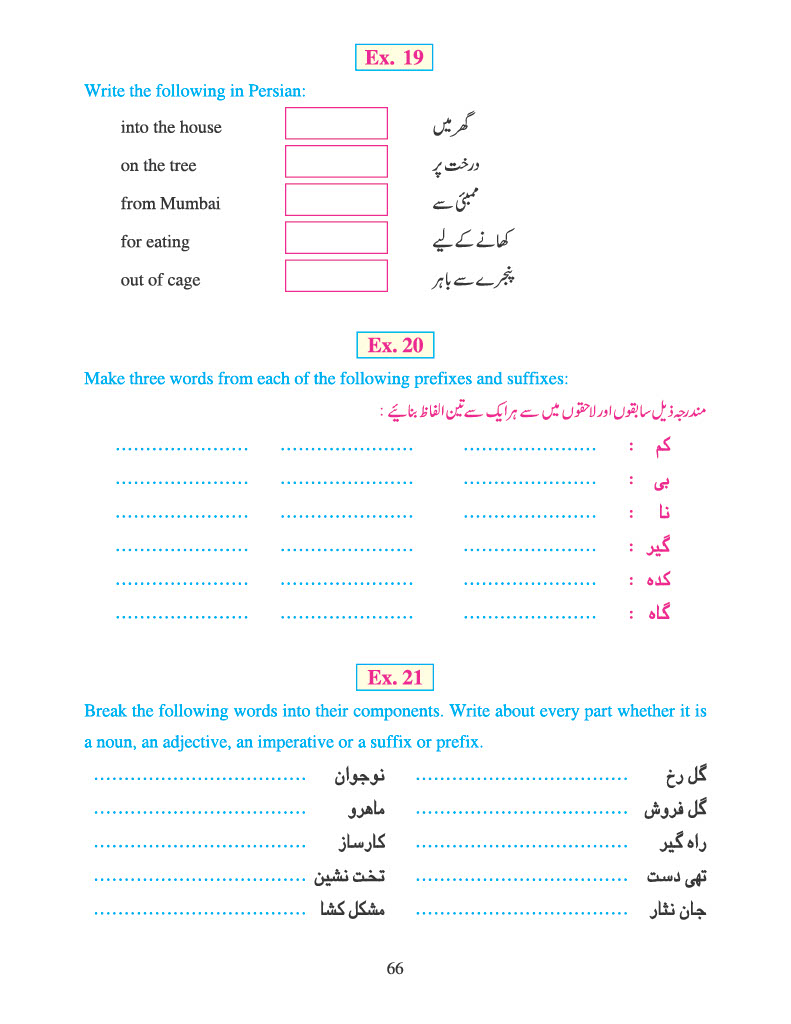 Ex. 19
Write the following in Persian:
into the house گھر میں
on the tree درخت پر
from Mumbai ممبئی سے
for eating کھانے کے لیے
out of cage پنجرے سے باہر
Ex. 20
Make three words from each of the following prefixes and suffixes:
مندرجہ ذیل سابقوں اور لاحقوں میں سے ہر ایک سے تین الفاظ بنائیے :
کم : ...................... ...................... ......................
بی : ...................... ...................... ......................
نا : ...................... ...................... ......................
گیر : ...................... ...................... ......................
کدہ : ...................... ...................... ......................
گاہ : ...................... ...................... ......................
Ex. 21
Break the following words into their components. Write about every part whether it is
a noun, an adjective, an imperative or a suffix or prefix.
گل رخ ................................... نوجوان ...................................
گل فروش ................................... ماهرو ...................................
راہ گیر ................................... کارساز ...................................
تھی دست ................................... تخت نشین ...................................
جان نثار ................................... مشکل کشا ...................................
66